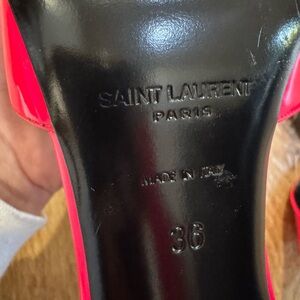 SAINT LAURENT
PARIS
MADE IN ITALY
36